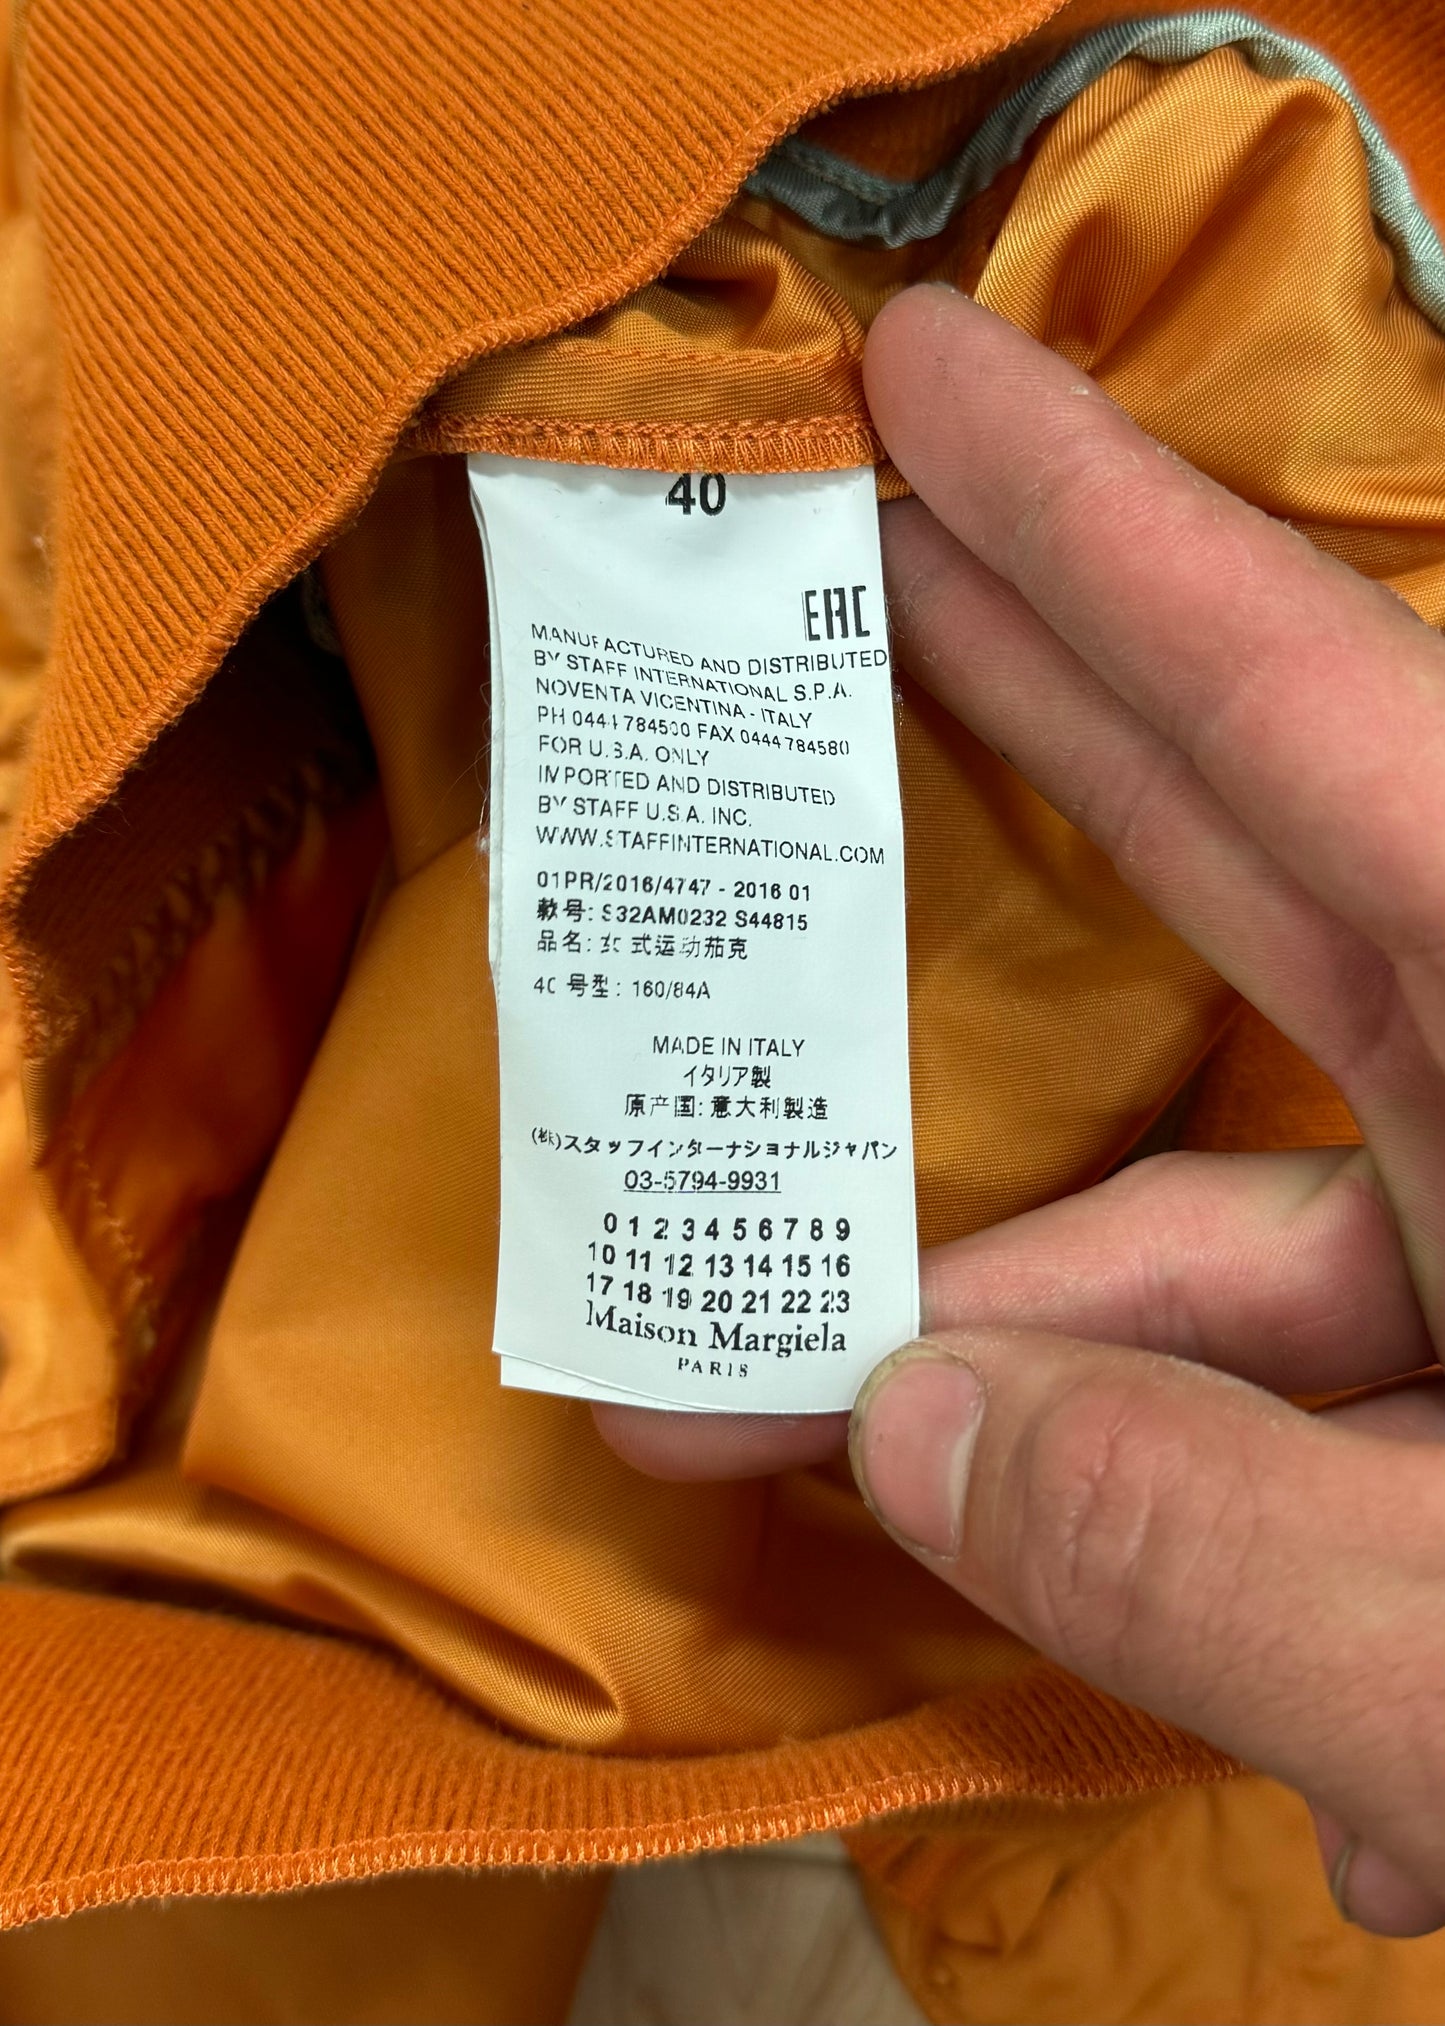 40
EAC
MANUFACTURED AND DISTRIBUTED
BY STAFF INTERNATIONAL S.P.A.
NOVENTA VICENTINA - ITALY
PH 0444784500 FAX 0444784580
FOR U.S.A. ONLY
IMPORTED AND DISTRIBUTED
BY STAFF U.S.A. INC.
WWW.STAFFINTERNATIONAL.COM
01PR/2016/4747 - 2016 01
款号: S32AM0232 S44815
品名: 女式运动茄克
40 号型: 160/84A
MADE IN ITALY
イタリア製
原产国: 意大利製造
(株)スタッフインターナショナルジャパン
03-5794-9931
0 1 2 3 4 5 6 7 8 9
10 11 12 13 14 15 16
17 18 19 20 21 22 23
Maison Margiela
PARIS